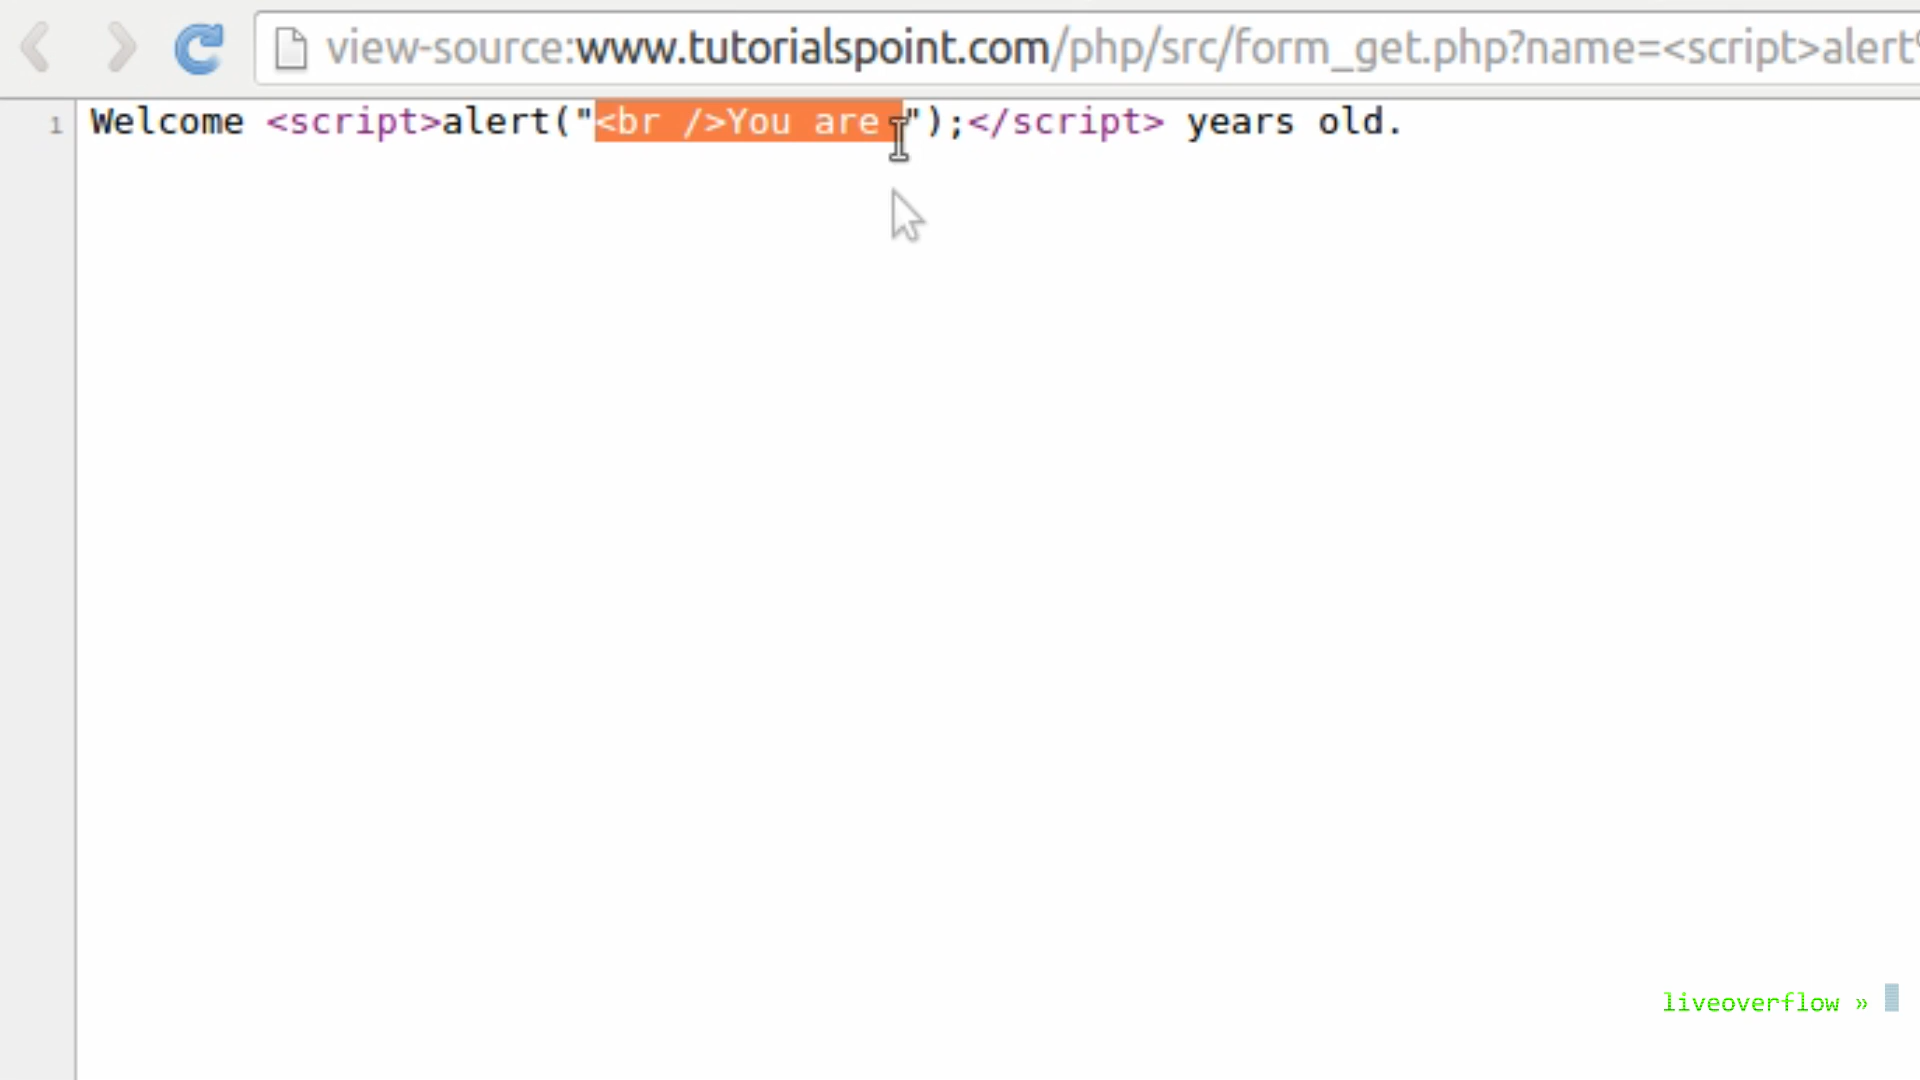 view-source:www.tutorialspoint.com/php/src/form_get.php?name=<script>alert
1 Welcome <script>alert("<br />You are ");</script> years old.
liveoverflow »